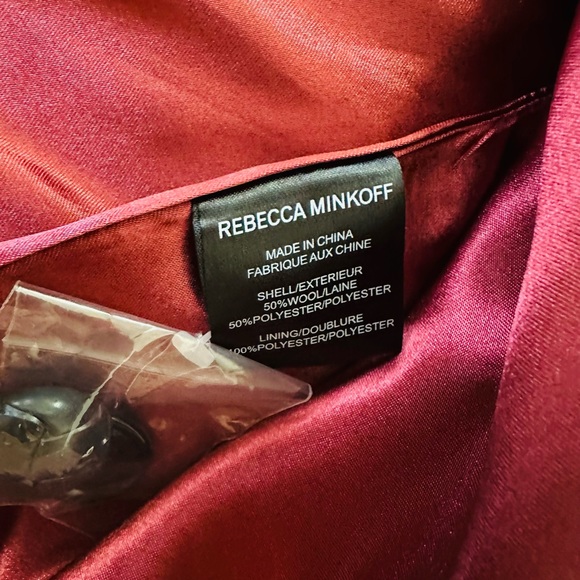 REBECCA MINKOFF
MADE IN CHINA
FABRIQUE AUX CHINE
SHELL/EXTERIEUR
50%WOOL/LAINE
50%POLYESTER/POLYESTER
LINING/DOUBLURE
100%POLYESTER/POLYESTER